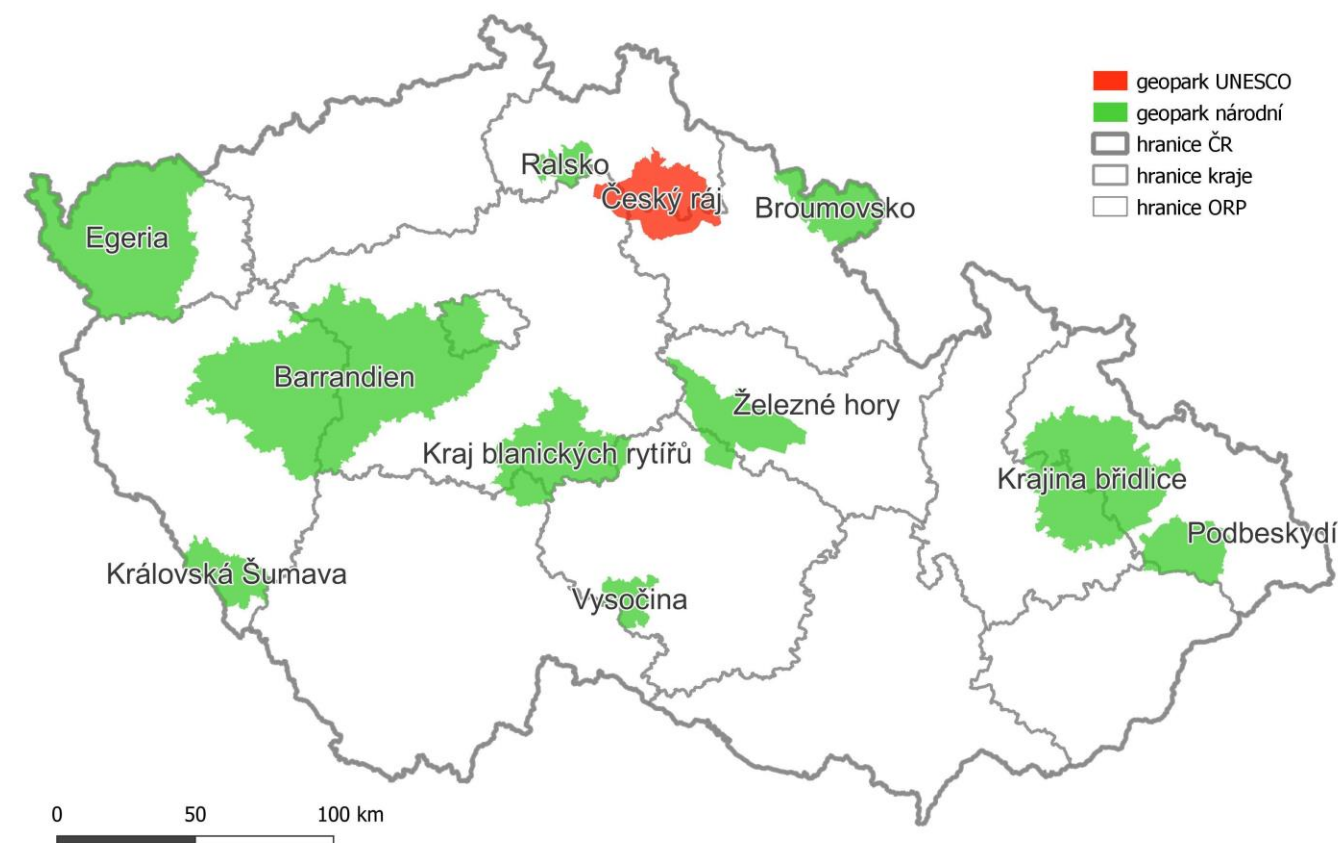 geopark UNESCO
geopark národní
hranice ČR
hranice kraje
hranice ORP
Ralsko
Český ráj
Broumovsko
Egeria
Barrandien
Železné hory
Kraj blanických rytířů
Krajina břidlice
Podbeskydí
Královská Šumava
Vysočina
0 50 100 km